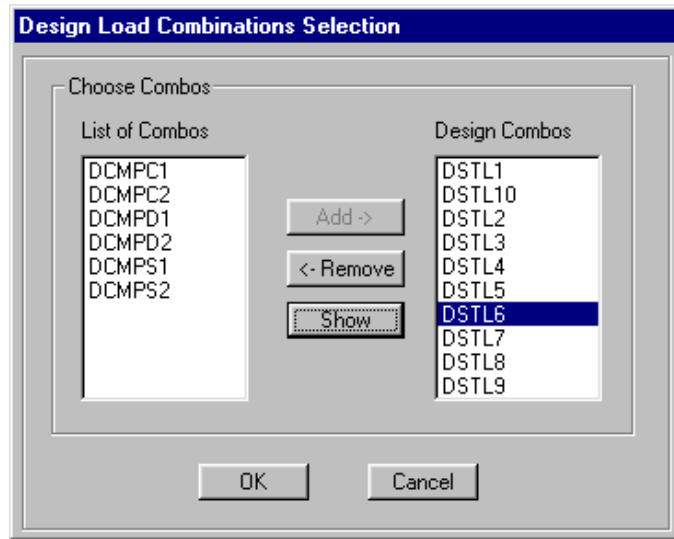 Design Load Combinations Selection
Choose Combos
List of Combos
DCMPC1
DCMPC2
DCMPD1
DCMPD2
DCMPS1
DCMPS2
Add ->
<- Remove
Show
Design Combos
DSTL1
DSTL10
DSTL2
DSTL3
DSTL4
DSTL5
DSTL6
DSTL7
DSTL8
DSTL9
OK
Cancel